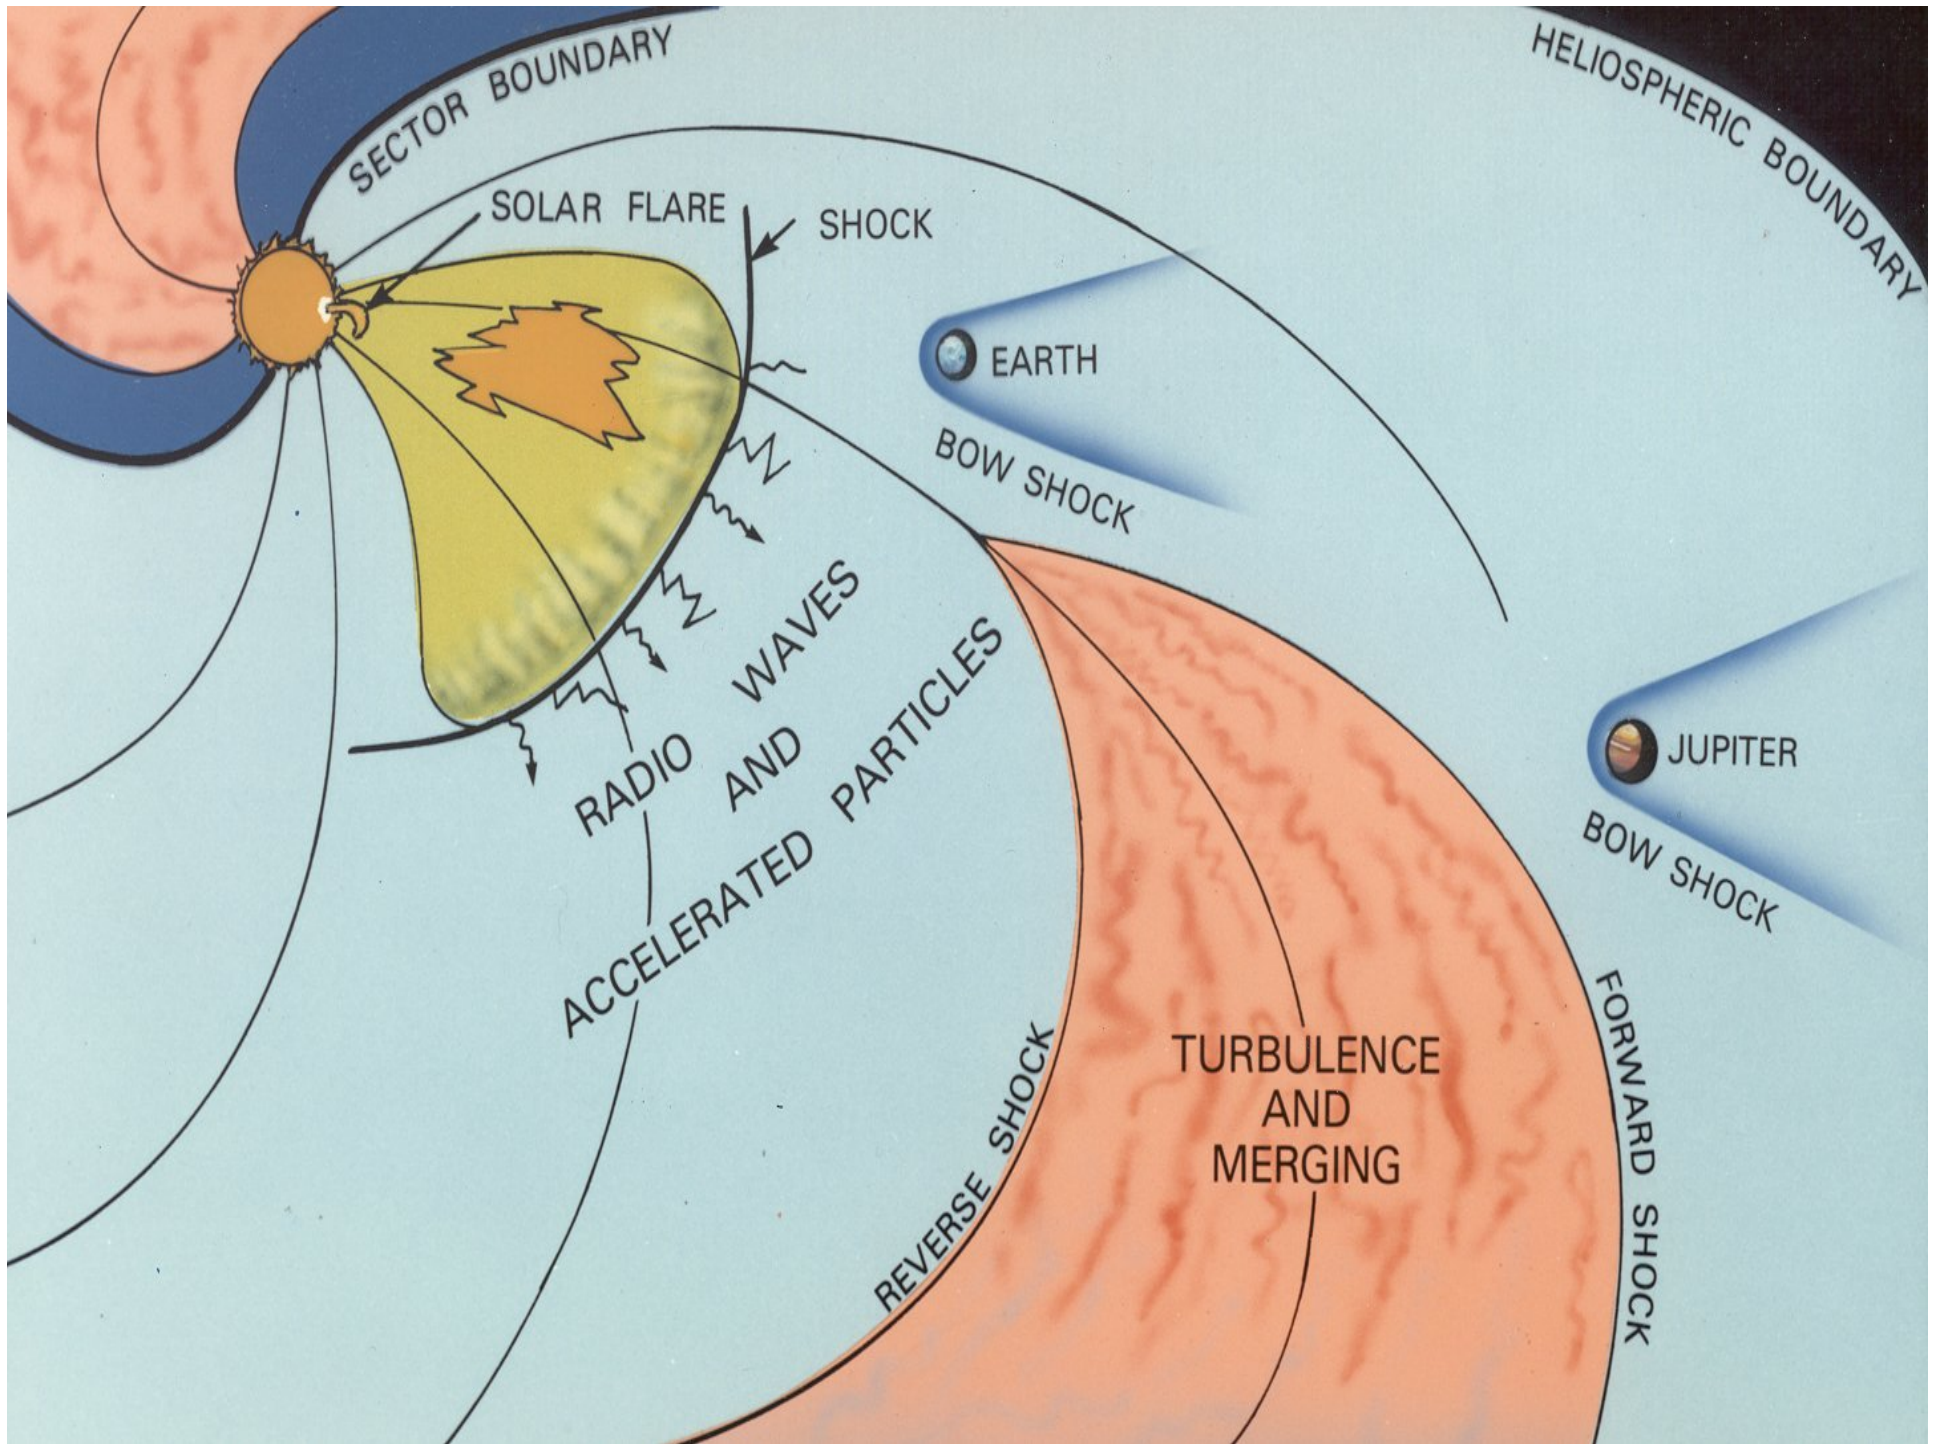 SECTOR BOUNDARY
HELIOSPHERIC BOUNDARY
SOLAR FLARE
SHOCK
EARTH
BOW SHOCK
RADIO WAVES
AND
ACCELERATED PARTICLES
JUPITER
BOW SHOCK
TURBULENCE
AND
MERGING
REVERSE SHOCK
FORWARD SHOCK